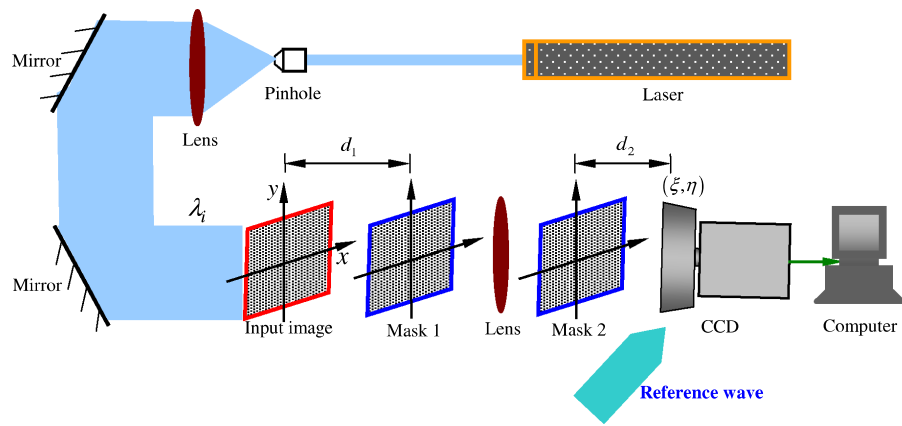 Mirror
Pinhole
Laser
Lens
d₁
d₂
λᵢ
y
(ξ,η)
x
Mirror
Input image
Mask 1
Lens
Mask 2
CCD
Computer
Reference wave